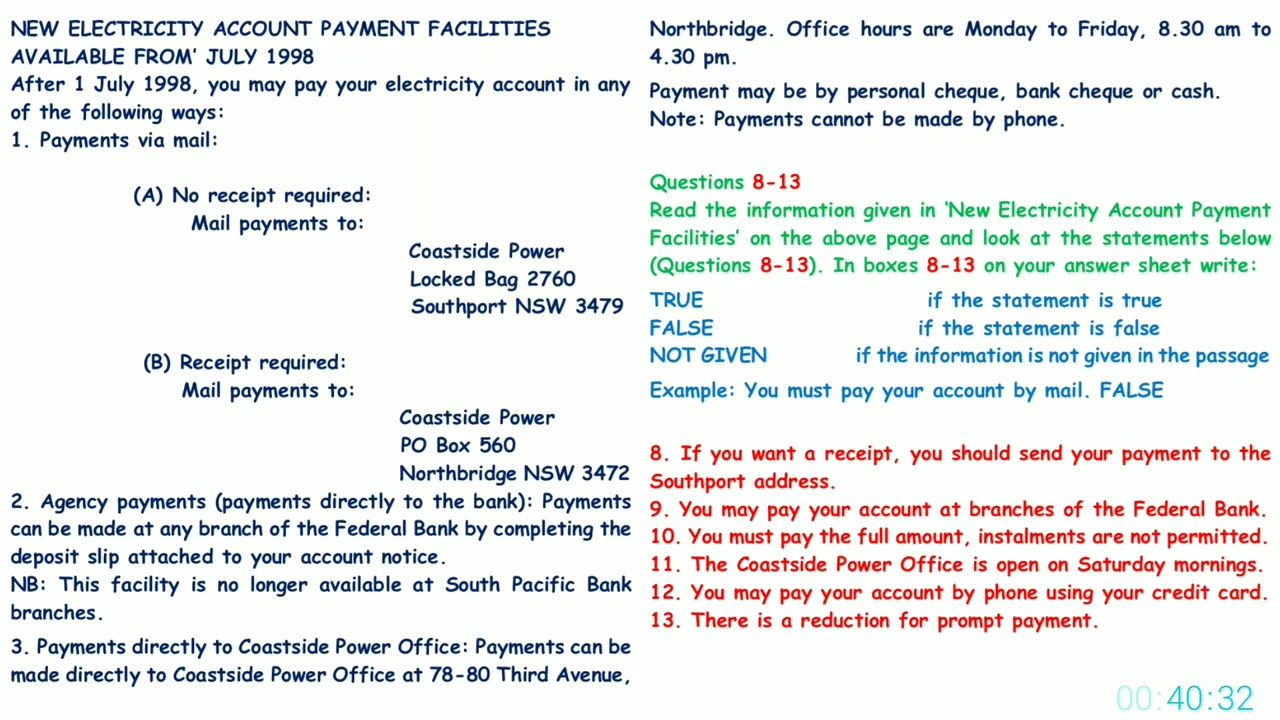 NEW ELECTRICITY ACCOUNT PAYMENT FACILITIES
AVAILABLE FROM' JULY 1998
After 1 July 1998, you may pay your electricity account in any
of the following ways:
1. Payments via mail:
(A) No receipt required:
Mail payments to:
Coastside Power
Locked Bag 2760
Southport NSW 3479
(B) Receipt required:
Mail payments to:
Coastside Power
PO Box 560
Northbridge NSW 3472
2. Agency payments (payments directly to the bank): Payments
can be made at any branch of the Federal Bank by completing the
deposit slip attached to your account notice.
NB: This facility is no longer available at South Pacific Bank
branches.
3. Payments directly to Coastside Power Office: Payments can be
made directly to Coastside Power Office at 78-80 Third Avenue,
Northbridge. Office hours are Monday to Friday, 8.30 am to
4.30 pm.
Payment may be by personal cheque, bank cheque or cash.
Note: Payments cannot be made by phone.
Questions 8-13
Read the information given in 'New Electricity Account Payment
Facilities' on the above page and look at the statements below
(Questions 8-13). In boxes 8-13 on your answer sheet write:
TRUE if the statement is true
FALSE if the statement is false
NOT GIVEN if the information is not given in the passage
Example: You must pay your account by mail. FALSE
8. If you want a receipt, you should send your payment to the
Southport address.
9. You may pay your account at branches of the Federal Bank.
10. You must pay the full amount, instalments are not permitted.
11. The Coastside Power Office is open on Saturday mornings.
12. You may pay your account by phone using your credit card.
13. There is a reduction for prompt payment.
00:40:32